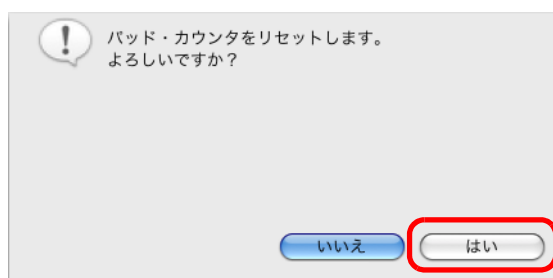 パッド・カウンタをリセットします。
よろしいですか？
いいえ
はい